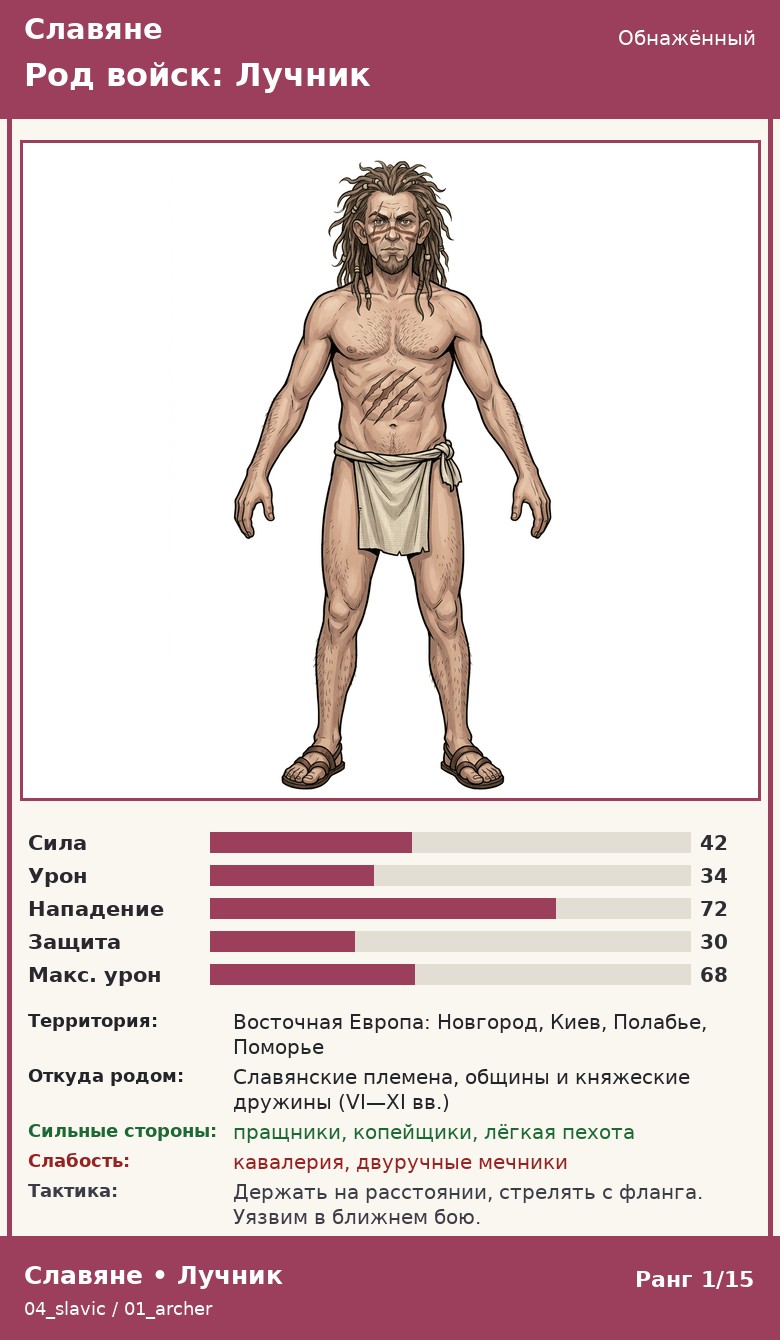 Славяне
Обнажённый
Род войск: Лучник
Сила 42
Урон 34
Нападение 72
Защита 30
Макс. урон 68
Территория: Восточная Европа: Новгород, Киев, Полабье,
Поморье
Откуда родом: Славянские племена, общины и княжеские
дружины (VI—XI вв.)
Сильные стороны: пращники, копейщики, лёгкая пехота
Слабость: кавалерия, двуручные мечники
Тактика: Держать на расстоянии, стрелять с фланга.
Уязвим в ближнем бою.
Славяне • Лучник
Ранг 1/15
04_slavic / 01_archer